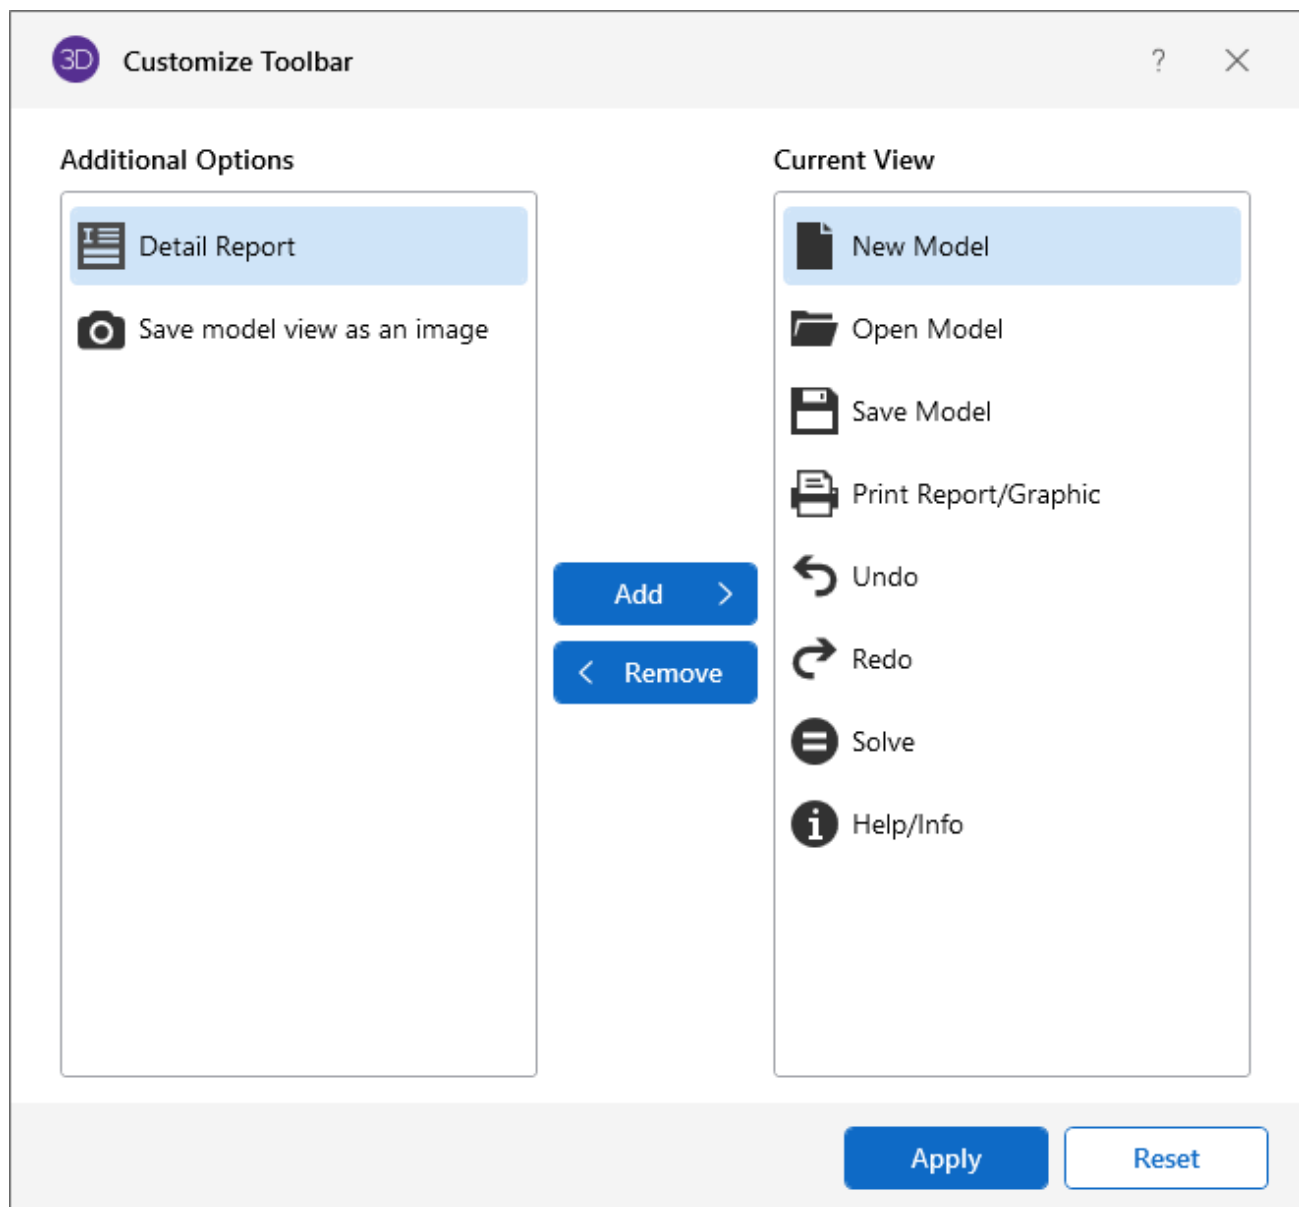 3D Customize Toolbar ?
Additional Options
Detail Report
Save model view as an image
Add >
< Remove
Current View
New Model
Open Model
Save Model
Print Report/Graphic
Undo
Redo
Solve
Help/Info
Apply
Reset